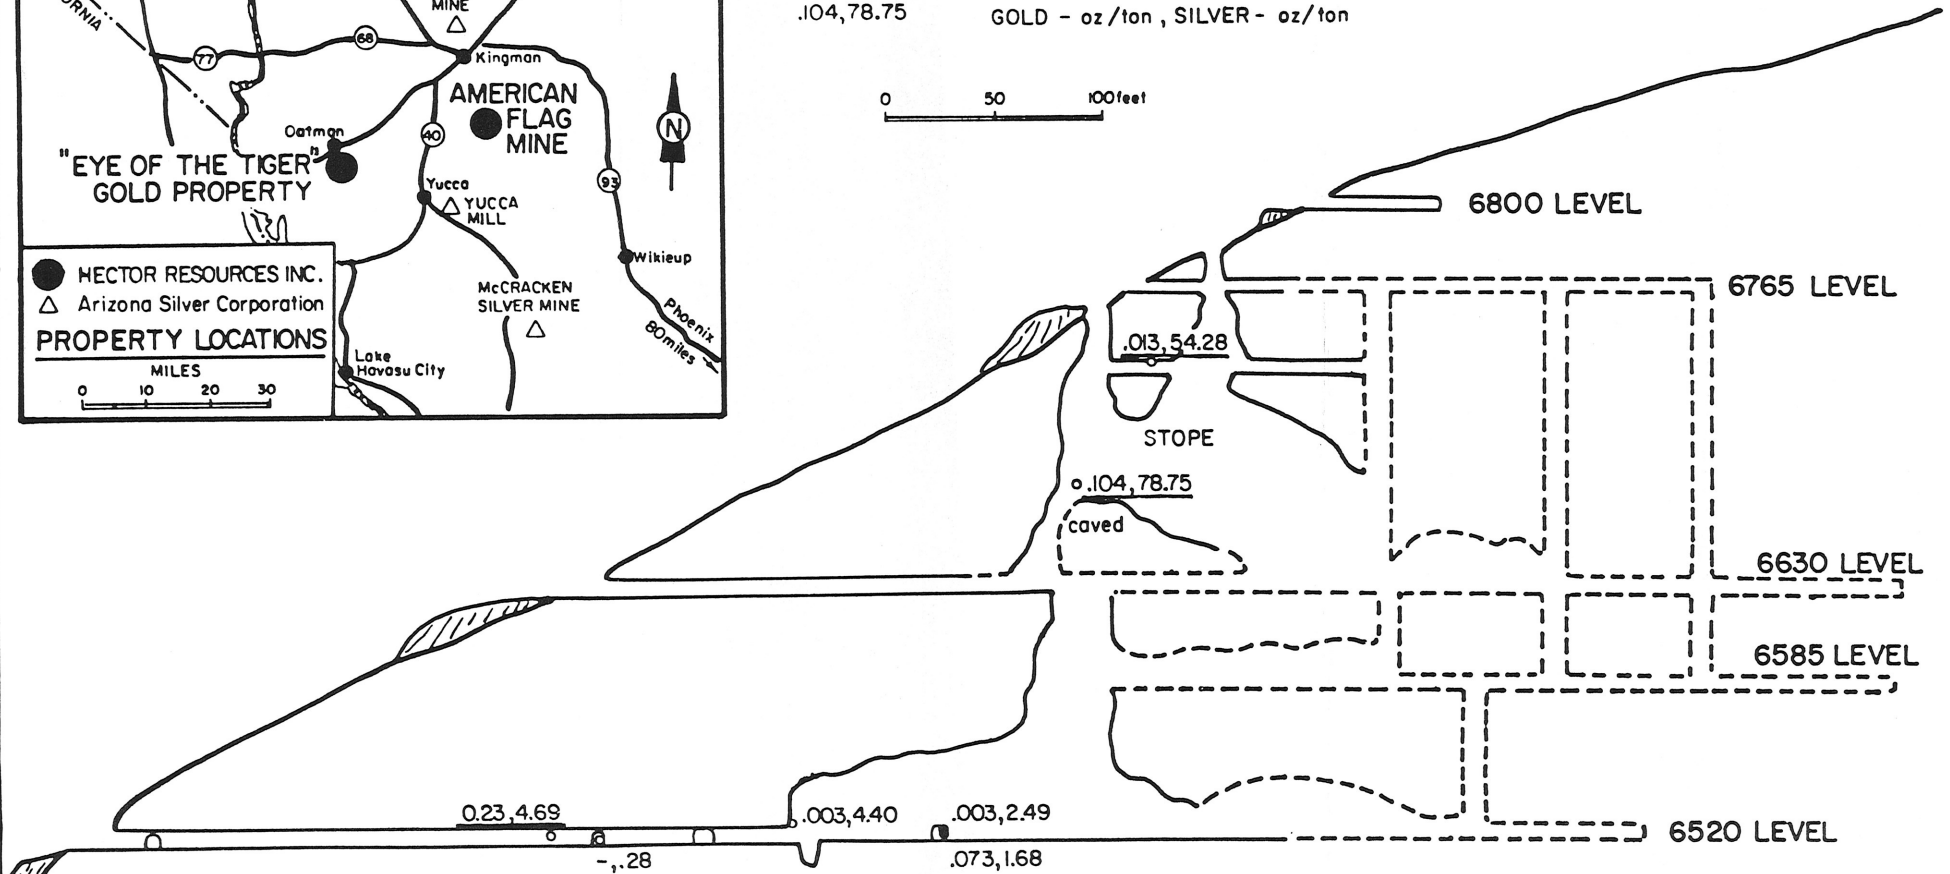 MINE
77
68
Kingman
AMERICAN
FLAG
MINE
40
Oatman
"EYE OF THE TIGER"
GOLD PROPERTY
N
93
Yucca
YUCCA
MILL
Wikieup
HECTOR RESOURCES INC.
Arizona Silver Corporation
PROPERTY LOCATIONS
MILES
0 10 20 30
McCRACKEN
SILVER MINE
Phoenix
80 miles
Lake
Havasu City
.104,78.75 GOLD - oz/ton , SILVER - oz/ton
0 50 100 feet
6800 LEVEL
6765 LEVEL
.013,54.28
STOPE
.104,78.75
caved
6630 LEVEL
6585 LEVEL
0.23,4.69
.003,4.40
.003,2.49
6520 LEVEL
-,.28
.073,1.68